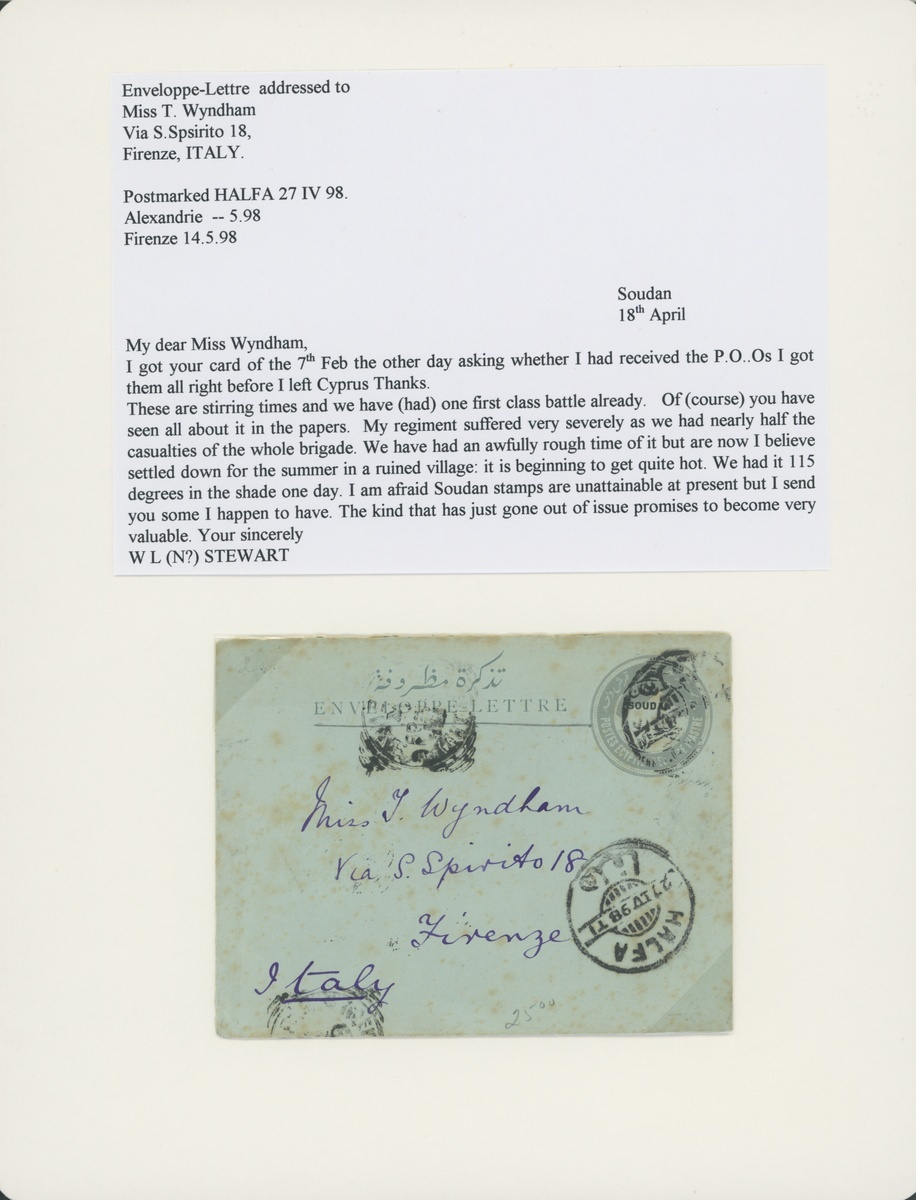 Enveloppe-Lettre addressed to
Miss T. Wyndham
Via S.Spsirito 18,
Firenze, ITALY.
Postmarked HALFA 27 IV 98.
Alexandrie -- 5.98
Firenze 14.5.98
Soudan
18th April
My dear Miss Wyndham,
I got your card of the 7th Feb the other day asking whether I had received the P.O..Os I got
them all right before I left Cyprus Thanks.
These are stirring times and we have (had) one first class battle already. Of (course) you have
seen all about it in the papers. My regiment suffered very severely as we had nearly half the
casualties of the whole brigade. We have had an awfully rough time of it but are now I believe
settled down for the summer in a ruined village: it is beginning to get quite hot. We had it 115
degrees in the shade one day. I am afraid Soudan stamps are unattainable at present but I send
you some I happen to have. The kind that has just gone out of issue promises to become very
valuable. Your sincerely
W L (N?) STEWART
تذكرة مظروفة
ENVELOPPE-LETTRE
SOUDAN
POSTES
Miss T. Wyndham
Via S. Spirito 18
Firenze
Italy
HALFA
27 IV 98 T1
حلفا
2500